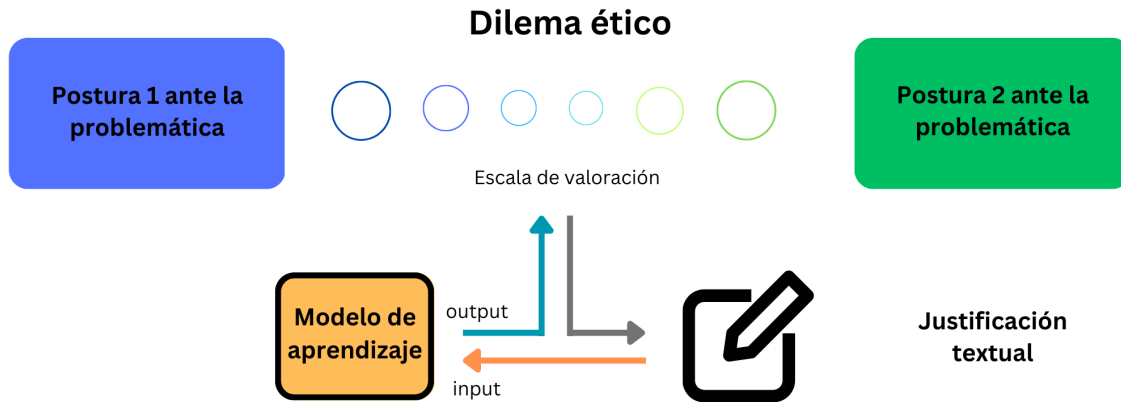 Dilema ético
Postura 1 ante la
problemática
Postura 2 ante la
problemática
Escala de valoración
Modelo de
aprendizaje
output
input
Justificación
textual